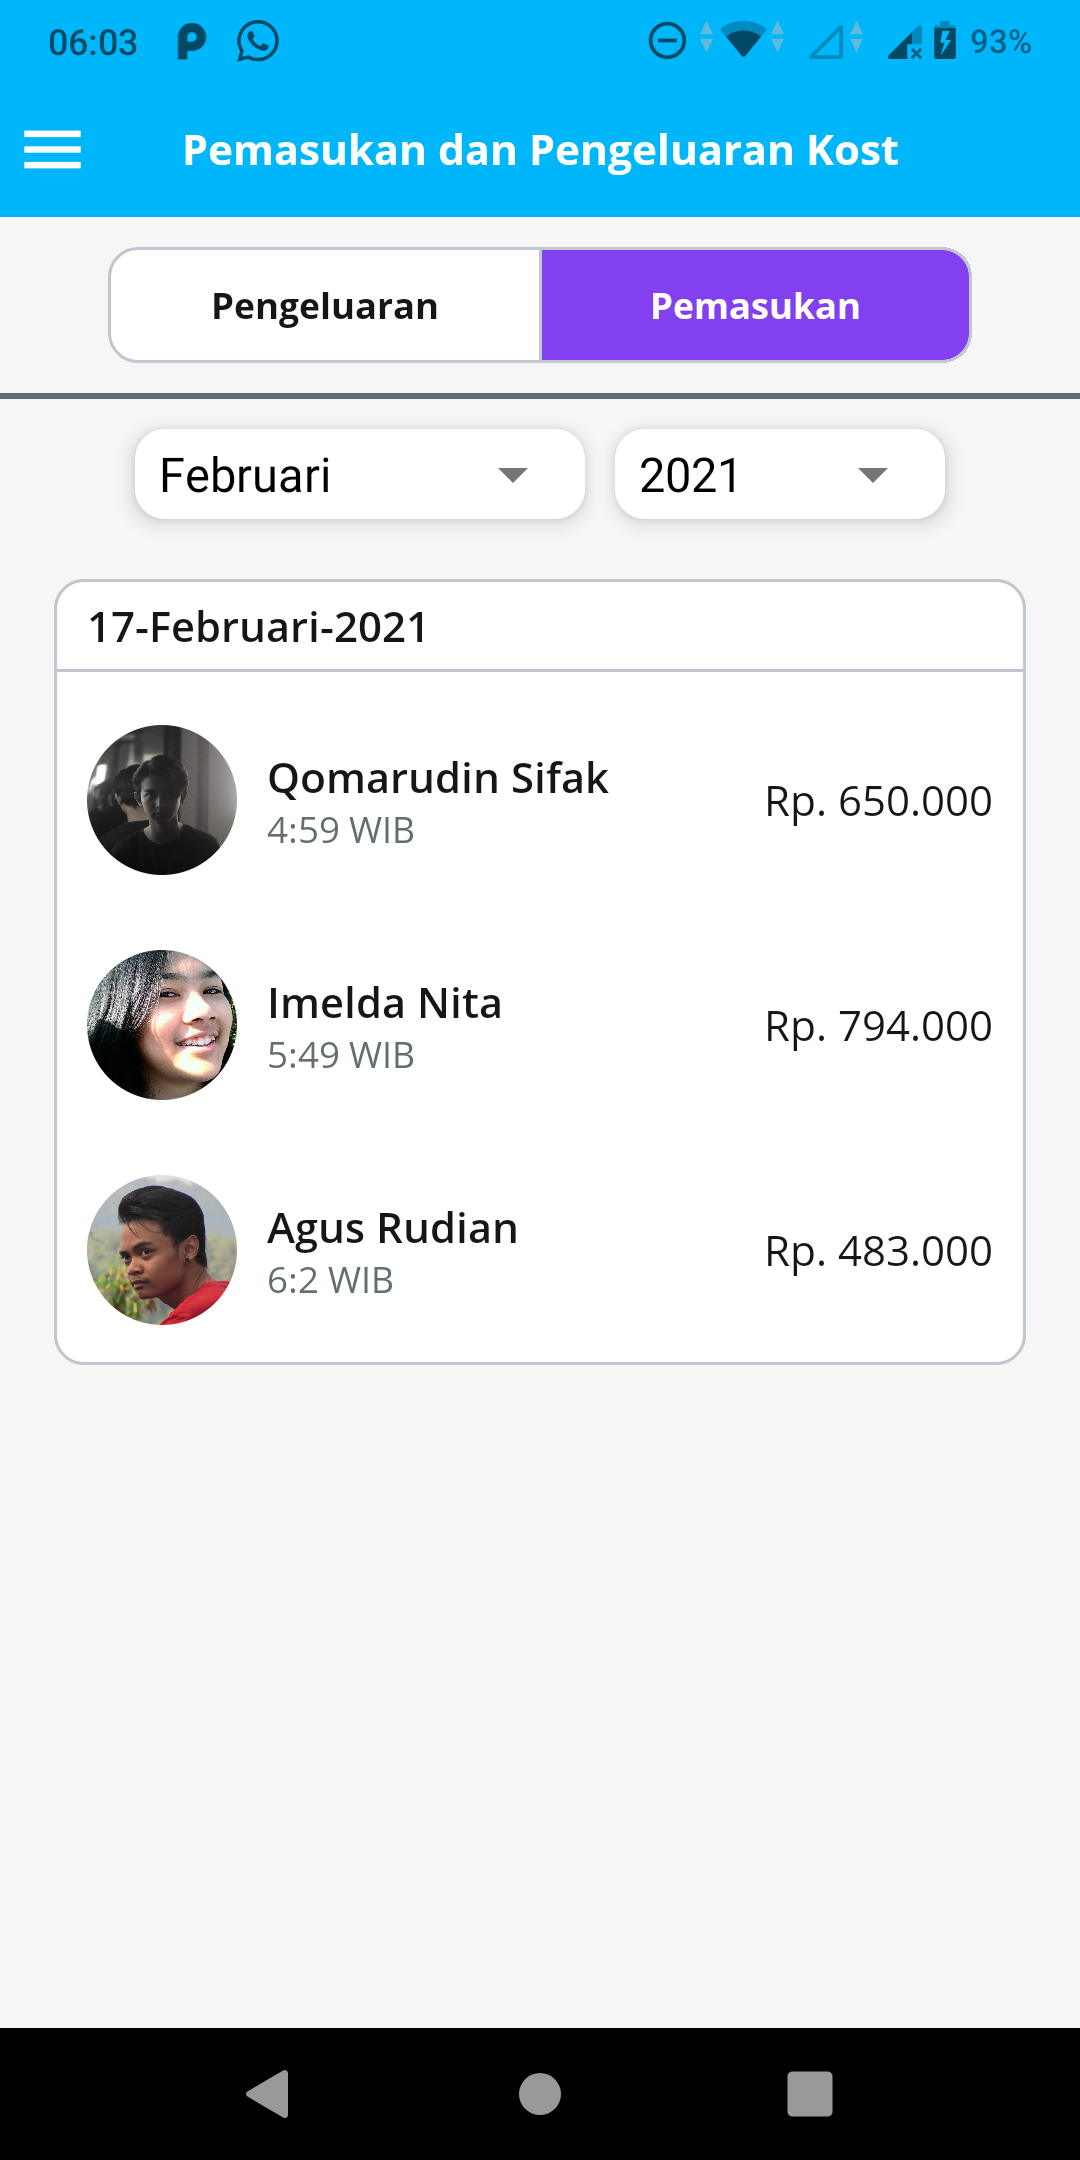 06:03 93%
Pemasukan dan Pengeluaran Kost
Pengeluaran Pemasukan
Februari 2021
17-Februari-2021
Qomarudin Sifak
4:59 WIB
Rp. 650.000
Imelda Nita
5:49 WIB
Rp. 794.000
Agus Rudian
6:2 WIB
Rp. 483.000